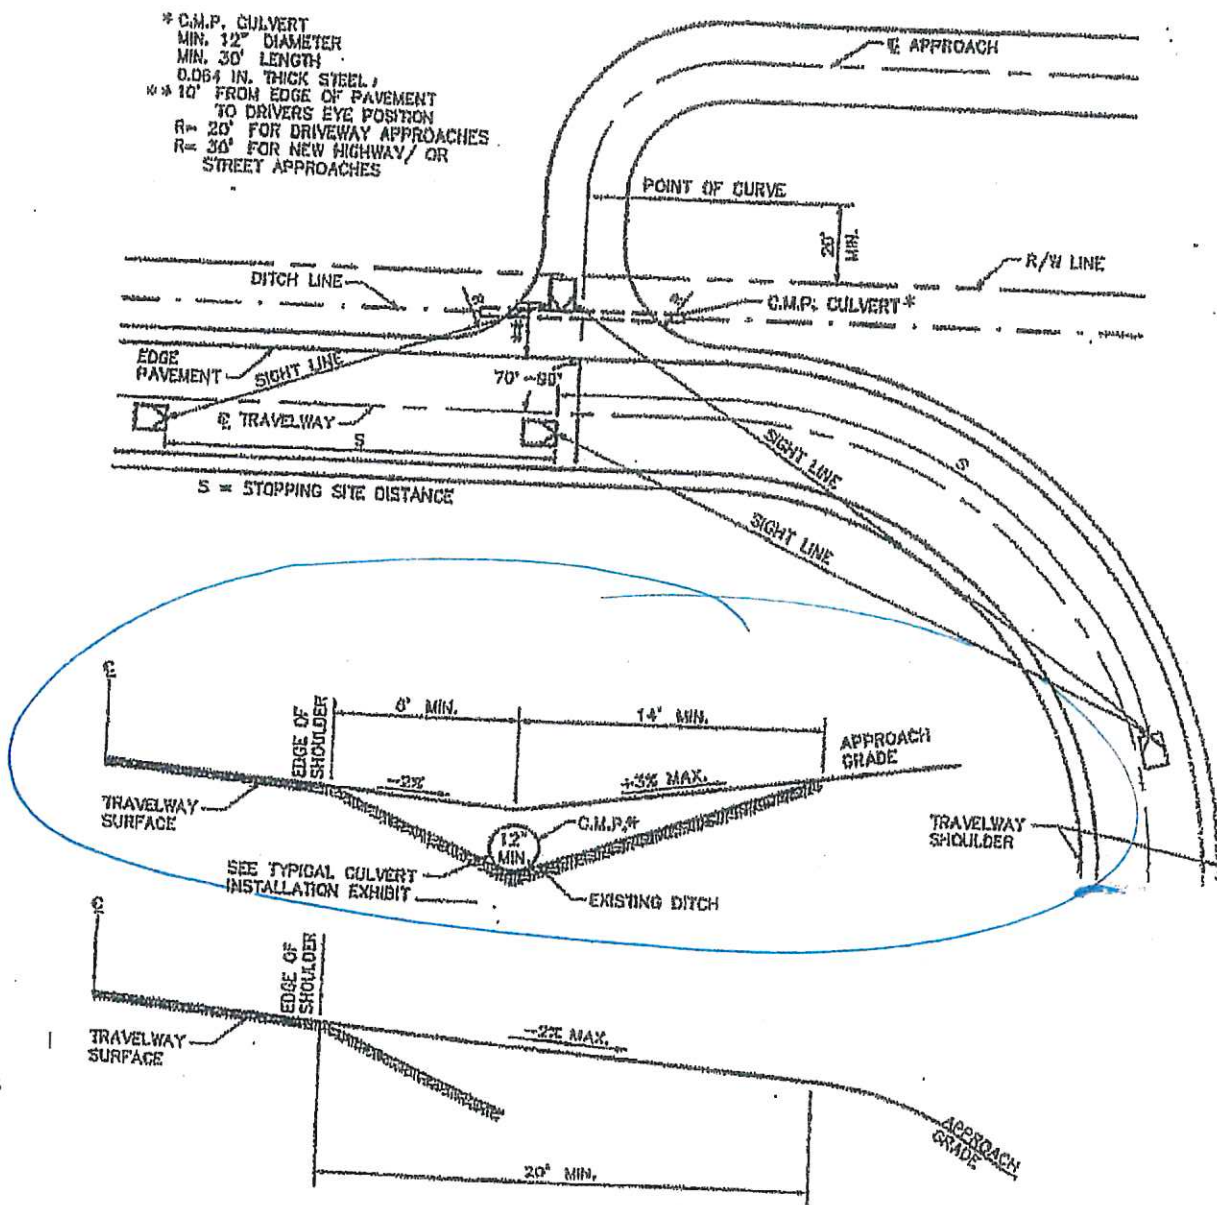 * C.M.P. CULVERT
MIN. 12" DIAMETER
MIN. 30' LENGTH
0.064 IN. THICK STEEL,
** 10' FROM EDGE OF PAVEMENT
TO DRIVERS EYE POSITION
R= 20' FOR DRIVEWAY APPROACHES
R= 30' FOR NEW HIGHWAY/ OR
STREET APPROACHES
℄ APPROACH
POINT OF CURVE
20'
MIN.
R/W LINE
DITCH LINE
R
R
C.M.P. CULVERT*
**
EDGE
PAVEMENT
SIGHT LINE
70°-90°
℄ TRAVELWAY
S
S = STOPPING SITE DISTANCE
SIGHT LINE
S
SIGHT LINE
℄
EDGE OF
SHOULDER
6' MIN.
14' MIN.
APPROACH
GRADE
-2%
+3% MAX.
TRAVELWAY
SURFACE
C.M.P.*
12"
MIN.
SEE TYPICAL CULVERT
INSTALLATION EXHIBIT
EXISTING DITCH
TRAVELWAY
SHOULDER
℄
EDGE OF
SHOULDER
TRAVELWAY
SURFACE
-2% MAX.
20' MIN.
APPROACH
GRADE